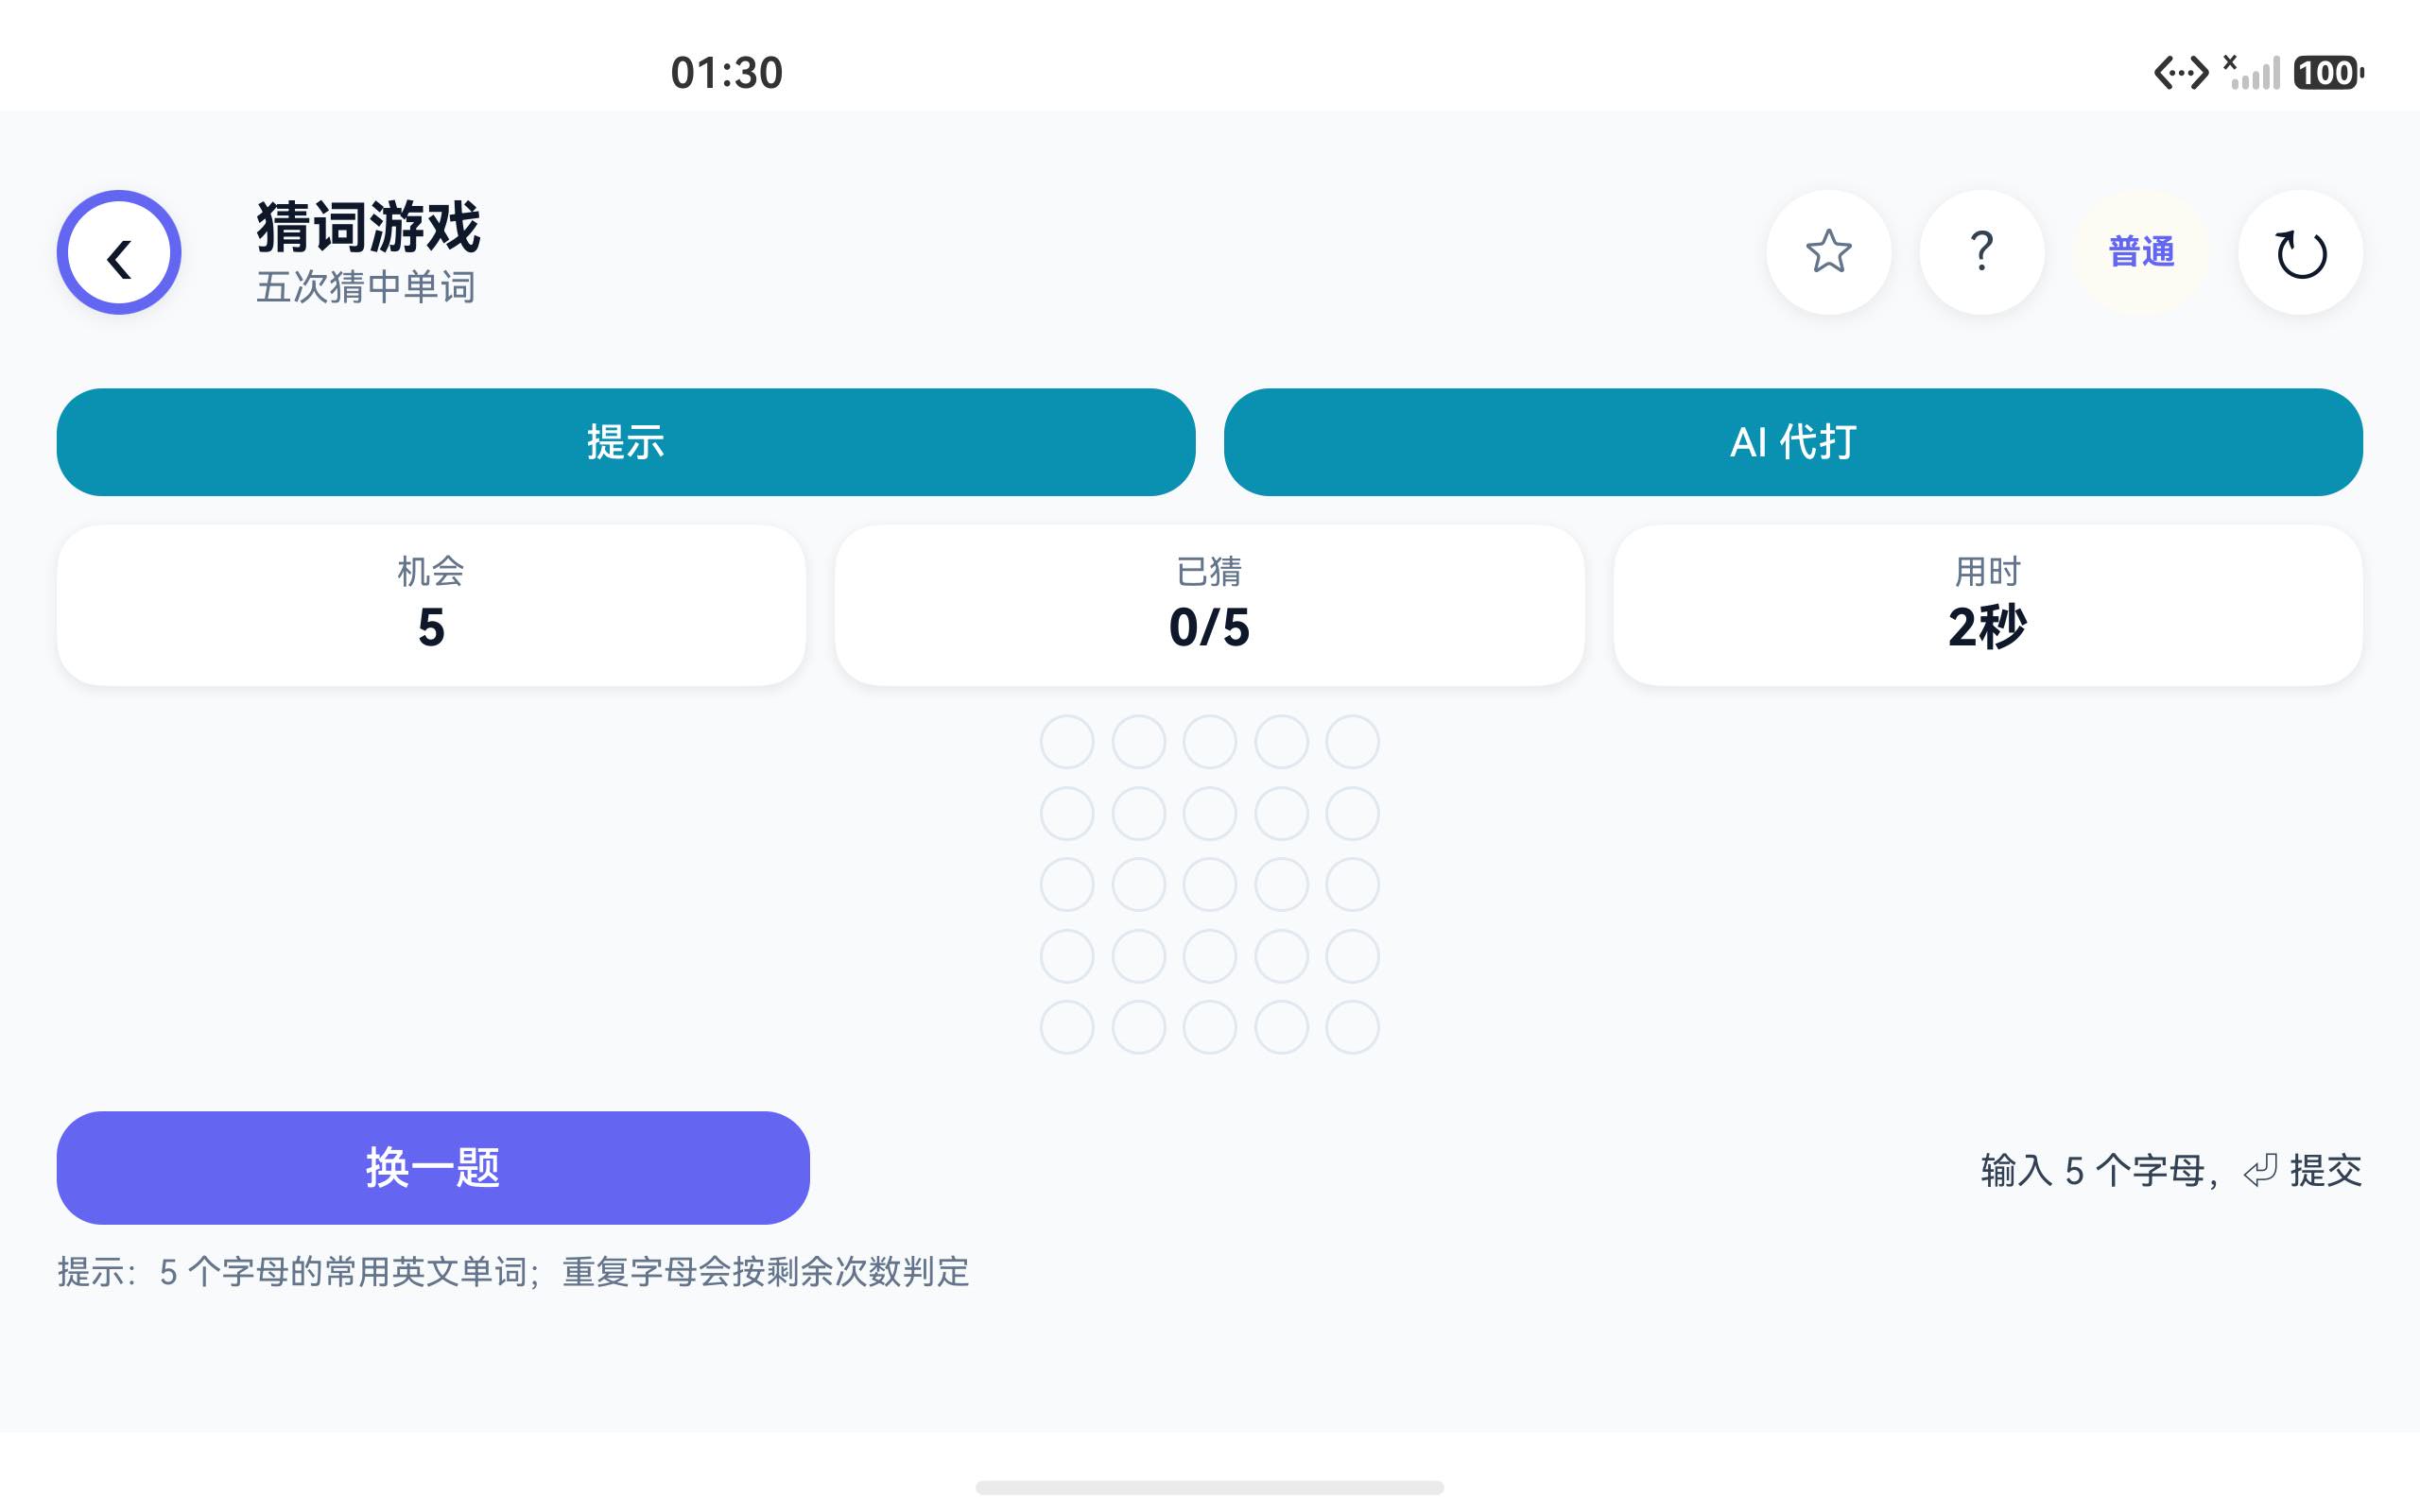 01:30
100
猜词游戏
五次猜中单词
?
普通
提示
AI 代打
机会
5
已猜
0/5
用时
2秒
换一题
输入 5 个字母，⏎ 提交
提示：5 个字母的常用英文单词；重复字母会按剩余次数判定